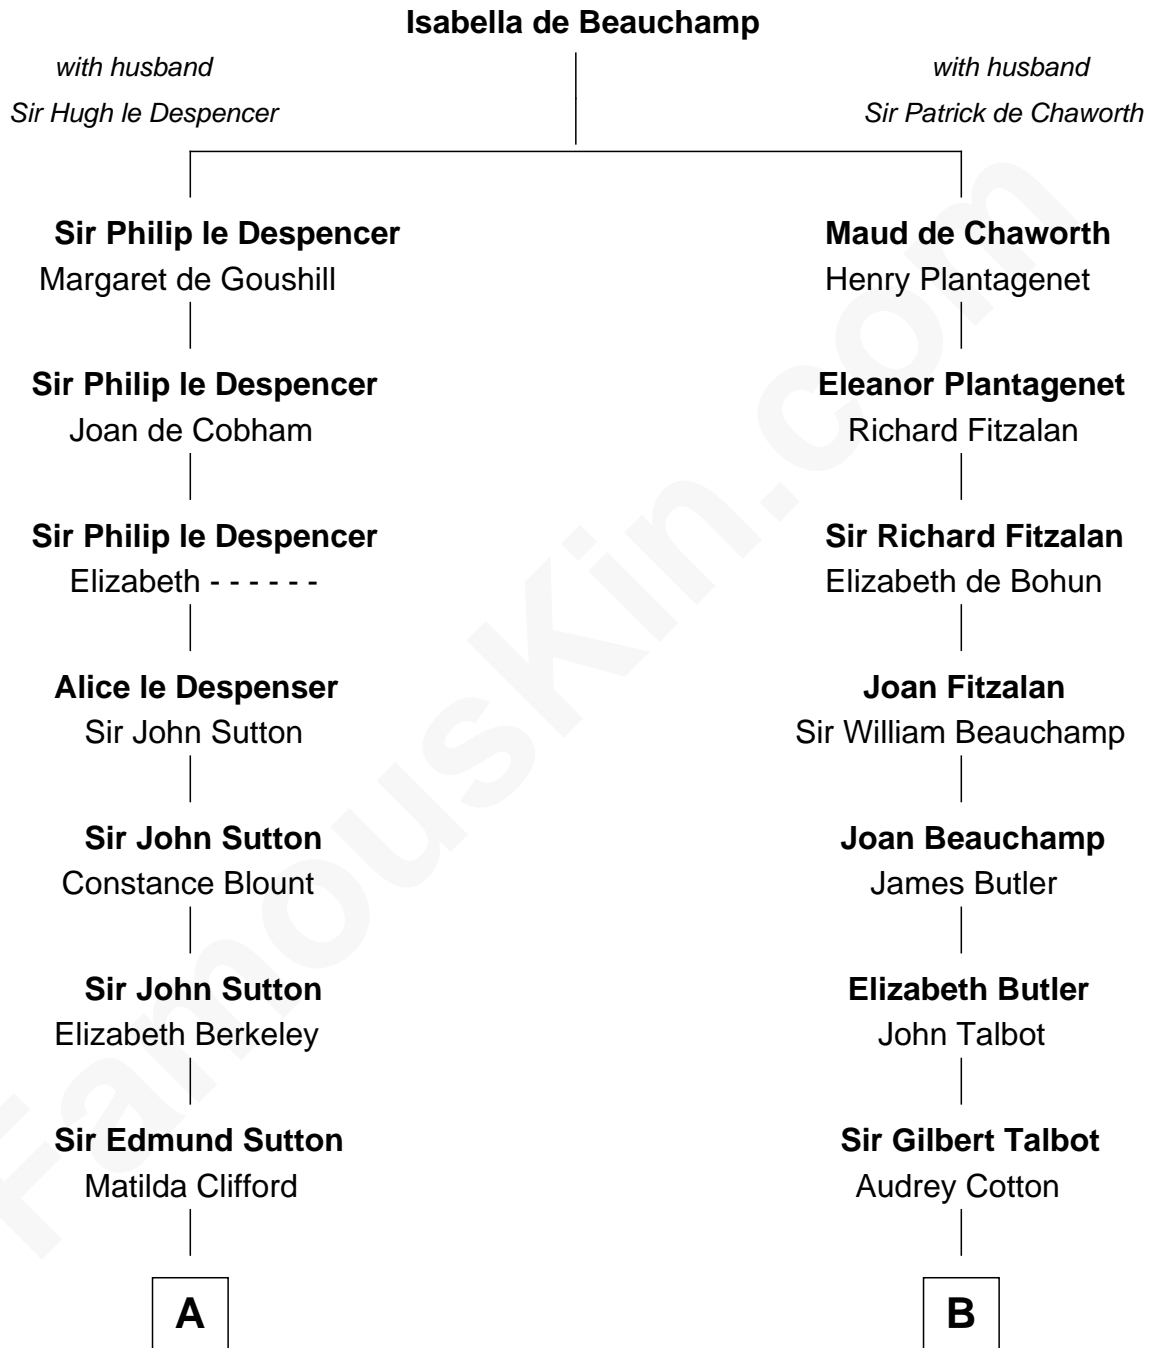 Isabella de Beauchamp
with husband
Sir Hugh le Despencer
with husband
Sir Patrick de Chaworth
Sir Philip le Despencer
Margaret de Goushill
Maud de Chaworth
Henry Plantagenet
Sir Philip le Despencer
Joan de Cobham
Eleanor Plantagenet
Richard Fitzalan
Sir Philip le Despencer
Elizabeth - - - - - -
Sir Richard Fitzalan
Elizabeth de Bohun
Alice le Despenser
Sir John Sutton
Joan Fitzalan
Sir William Beauchamp
Sir John Sutton
Constance Blount
Joan Beauchamp
James Butler
Sir John Sutton
Elizabeth Berkeley
Elizabeth Butler
John Talbot
Sir Edmund Sutton
Matilda Clifford
Sir Gilbert Talbot
Audrey Cotton
A
B
FamousKin.com